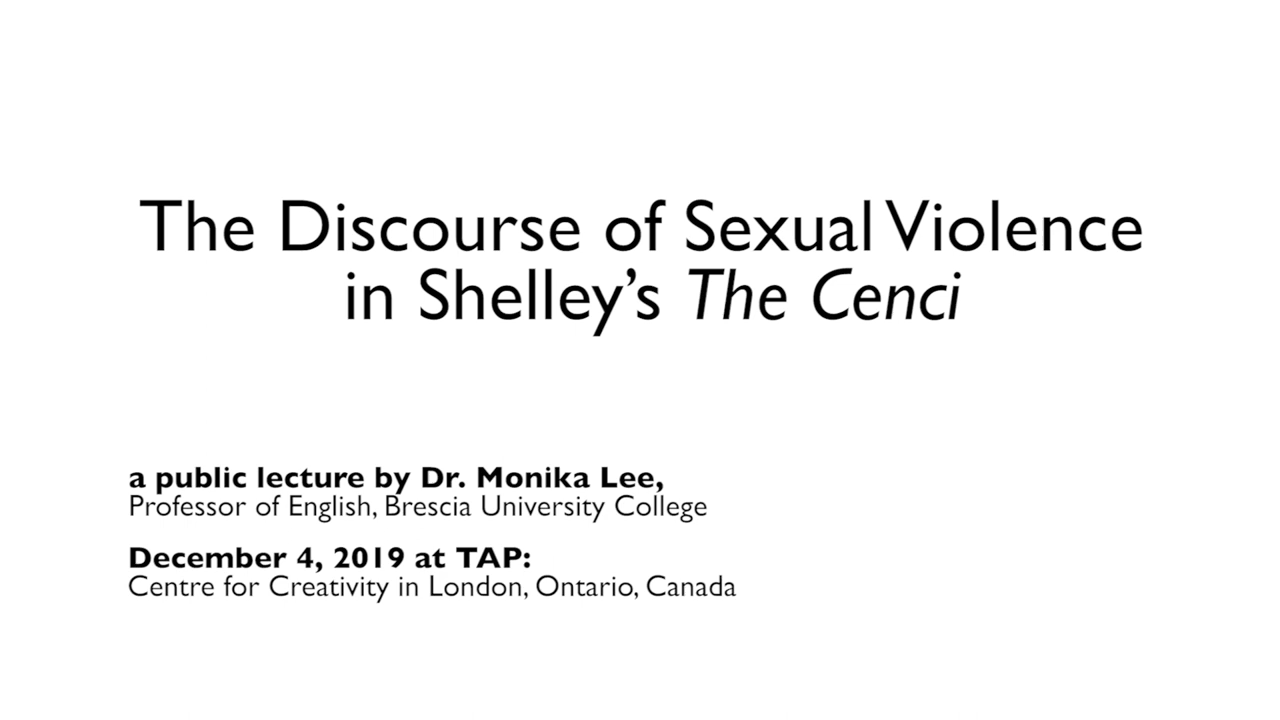 The Discourse of Sexual Violence
in Shelley’s The Cenci
a public lecture by Dr. Monika Lee,
Professor of English, Brescia University College
December 4, 2019 at TAP:
Centre for Creativity in London, Ontario, Canada